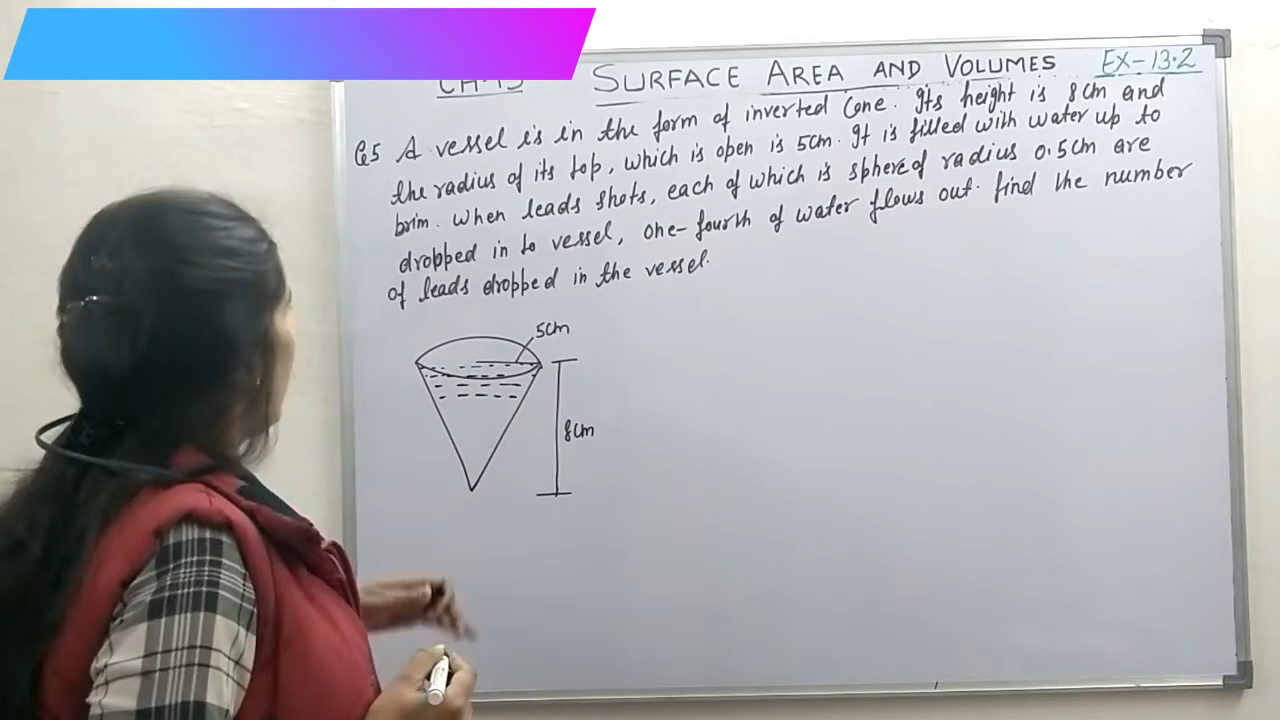 CH-13 SURFACE AREA AND VOLUMES EX-13.2
Q.5 A vessel is in the form of inverted Cone. Its height is 8cm and
the radius of its top, which is open is 5cm. It is filled with water up to
brim. When leads shots, each of which is sphere of radius 0.5cm are
dropped in to vessel, one-fourth of water flows out. find the number
of leads dropped in the vessel.
5cm
8cm